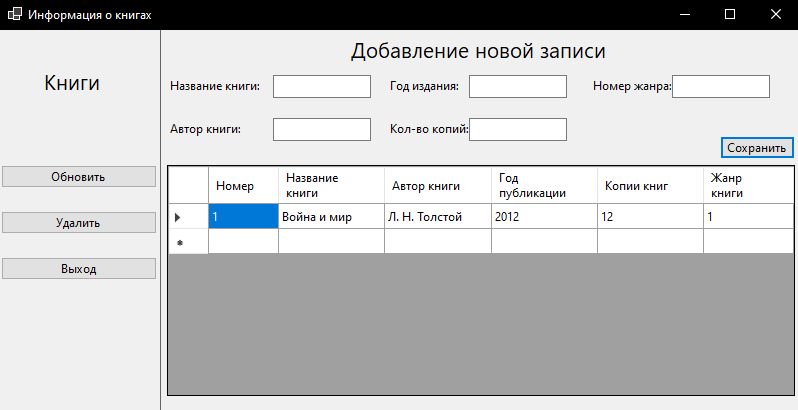 Информация о книгах
Книги
Обновить
Удалить
Выход
Добавление новой записи
Название книги:
Год издания:
Номер жанра:
Автор книги:
Кол-во копий:
Сохранить
Номер
Название
книги
Автор книги
Год
публикации
Копии книг
Жанр
книги
1
Война и мир
Л. Н. Толстой
2012
12
1